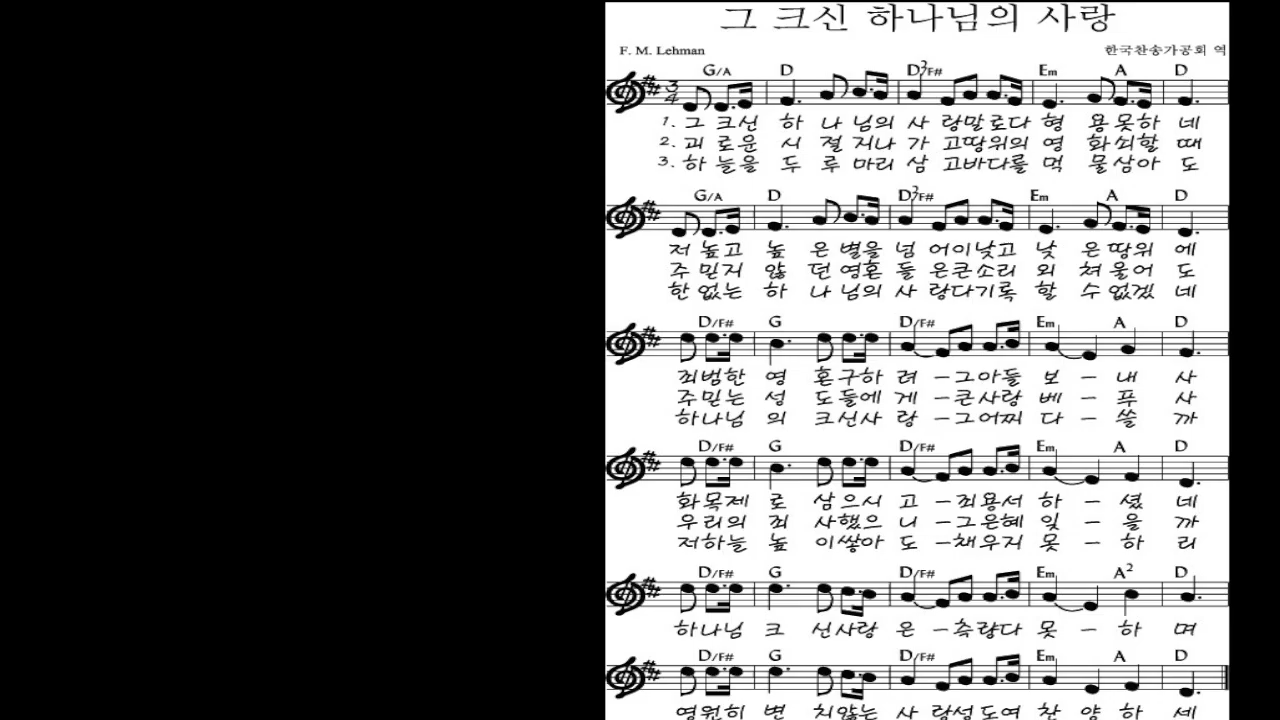 그 크신 하나님의 사랑
F. M. Lehman 한국찬송가공회 역
G/A D D2/F# Em A D
3/4
1. 그 크신 하 나 님의 사 랑말로다 형 용못하 네
2. 괴 로운 시 절 지나 가 고땅위의 영 화쇠할 때
3. 하 늘을 두 루 마리 삼 고바다를 먹 물삼아 도
G/A D D2/F# Em A D
저 높고 높 은 별을 넘 어이낮고 낮 은땅위 에
주 믿지 않 던 영혼 들 은큰소리 외 쳐울어 도
한 없는 하 나 님의 사 랑다기록 할 수없겠 네
D/F# G D/F# Em A D
죄범한 영 혼구하 려 -그아들 보 - 내 사
주믿는 성 도들에 게 -큰사랑 베 - 푸 사
하나님 의 크신사 랑 -그어찌 다 - 쓸 까
D/F# G D/F# Em A D
화목제 로 삼으시 고 -죄용서 하 - 셨 네
우리의 죄 사했으 니 -그은혜 잊 - 을 까
저하늘 높 이쌓아 도 -채우지 못 - 하 리
D/F# G D/F# Em A2 D
하나님 크 신사랑 은 -측량다 못 - 하 며
D/F# G D/F# Em A D
영원히 변 치않는 사 랑성도여 찬 양 하 세